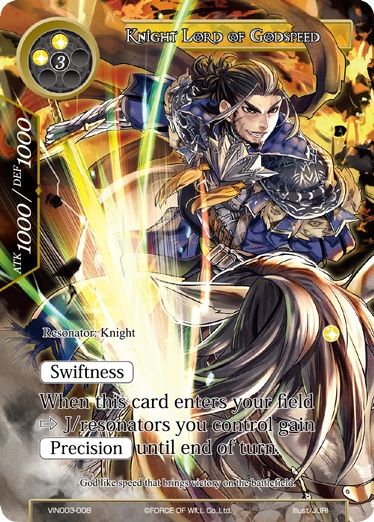 Knight Lord of Godspeed
3
ATK 1000 / DEF 1000
Resonator: Knight
Swiftness
When this card enters your field
⇨ J/resonators you control gain
Precision until end of turn.
God like speed that brings victory on the battlefield.
VIN003-008 ©FORCE OF WILL Co.,Ltd. Illust/JURI